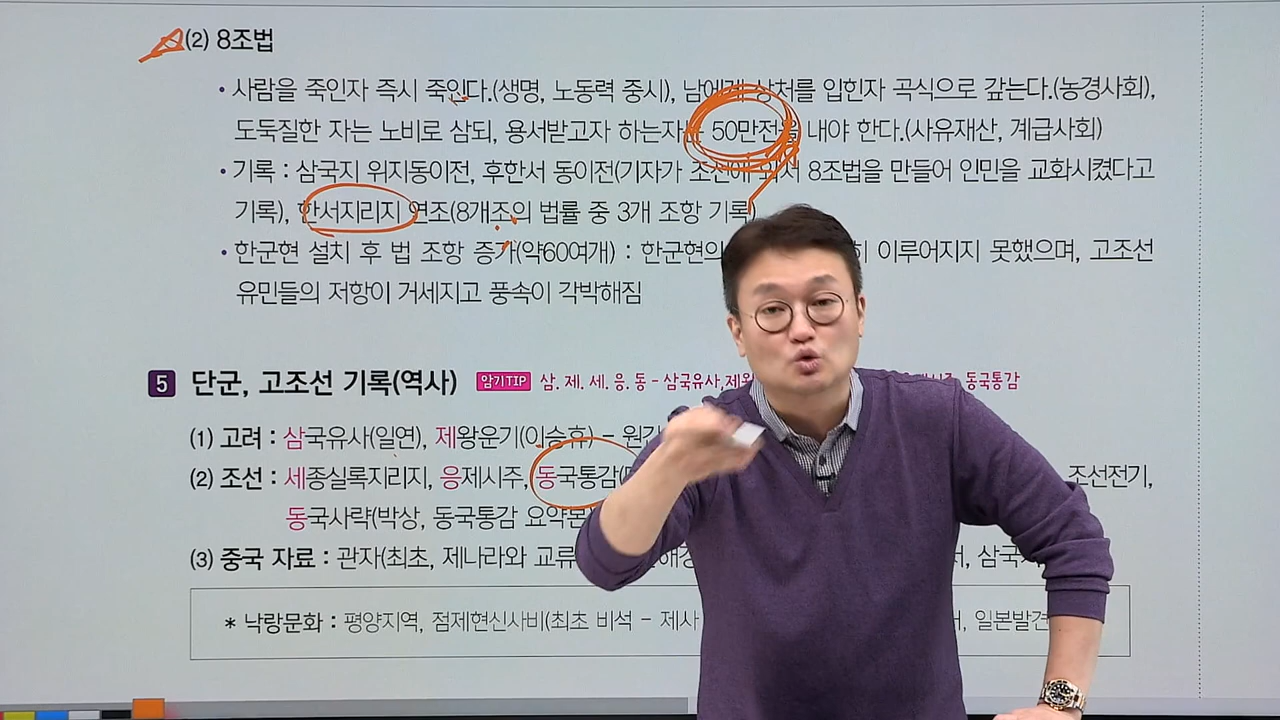 (2) 8조법
• 사람을 죽인자 즉시 죽인다.(생명, 노동력 중시), 남에게 상처를 입힌자 곡식으로 갚는다.(농경사회),
도둑질한 자는 노비로 삼되, 용서받고자 하는자는 50만전을 내야 한다.(사유재산, 계급사회)
• 기록 : 삼국지 위지동이전, 후한서 동이전(기자가 조선에 와서 8조법을 만들어 인민을 교화시켰다고
기록), 한서지리지 연조(8개조의 법률 중 3개 조항 기록)
• 한군현 설치 후 법 조항 증가(약60여개) : 한군현의 이루어지지 못했으며, 고조선
유민들의 저항이 거세지고 풍속이 각박해짐
5 단군, 고조선 기록(역사) 암기TIP 삼. 제. 세. 응. 동 - 삼국유사, 동국통감
(1) 고려 : 삼국유사(일연), 제왕운기(이승휴) -
(2) 조선 : 세종실록지리지, 응제시주, 동국통감( 조선전기,
동국사략(박상, 동국통감 요약본)
(3) 중국 자료 : 관자(최초, 제나라와
* 낙랑문화 : 평양지역, 점제현신사비(최초 비석 - 제사 일본발견